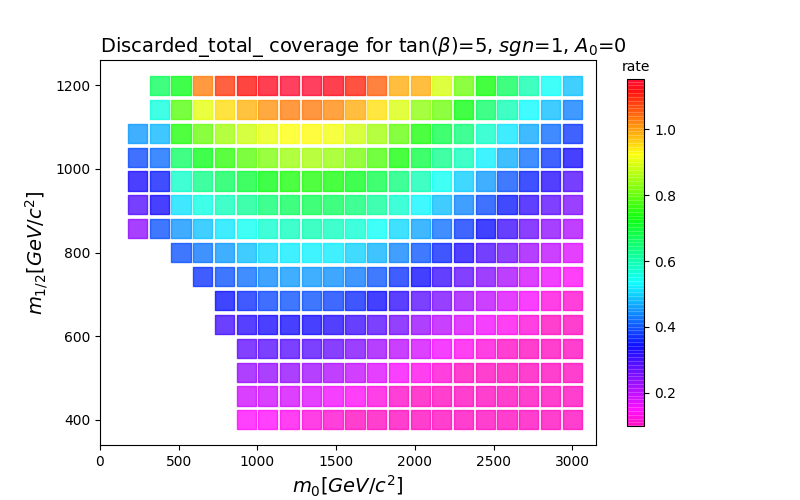 Discarded_total_ coverage for tan(β)=5, sgn=1, A₀=0
rate
1200
1000
800
600
400
1.0
0.8
0.6
0.4
0.2
m₁/₂[GeV/c²]
0 500 1000 1500 2000 2500 3000
m₀[GeV/c²]